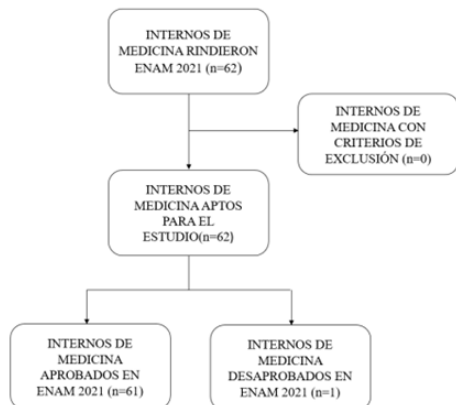 INTERNOS DE
MEDICINA RINDIERON
ENAM 2021 (n=62)
INTERNOS DE
MEDICINA CON
CRITERIOS DE
EXCLUSIÓN (n=0)
INTERNOS DE
MEDICINA APTOS
PARA EL
ESTUDIO(n=62)
INTERNOS DE
MEDICINA
APROBADOS EN
ENAM 2021 (n=61)
INTERNOS DE
MEDICINA
DESAPROBADOS EN
ENAM 2021 (n=1)